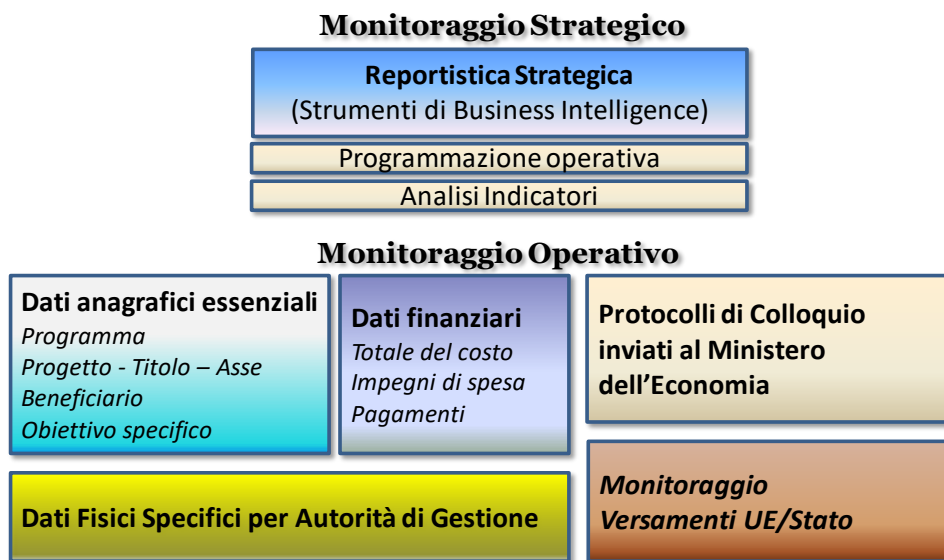 Monitoraggio Strategico
Reportistica Strategica
(Strumenti di Business Intelligence)
Programmazione operativa
Analisi Indicatori
Monitoraggio Operativo
Dati anagrafici essenziali
Programma
Progetto - Titolo – Asse
Beneficiario
Obiettivo specifico
Dati finanziari
Totale del costo
Impegni di spesa
Pagamenti
Protocolli di Colloquio
inviati al Ministero
dell’Economia
Dati Fisici Specifici per Autorità di Gestione
Monitoraggio
Versamenti UE/Stato